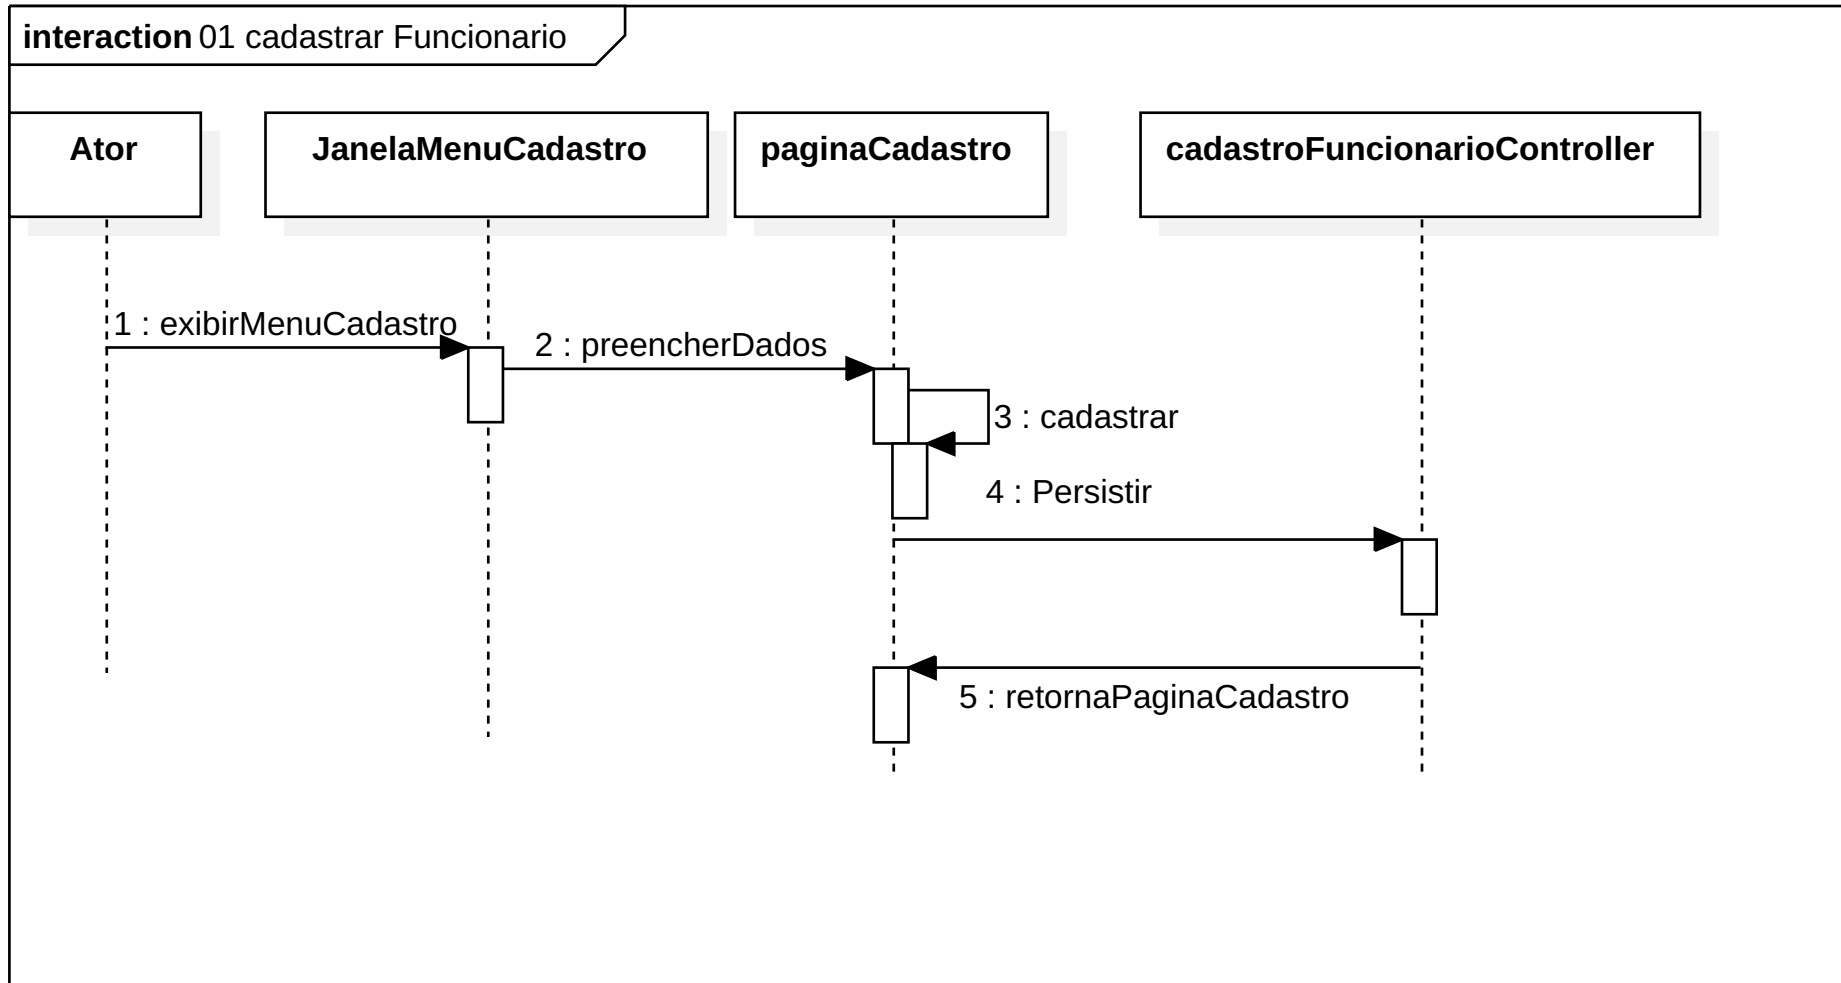 interaction 01 cadastrar Funcionario
Ator
JanelaMenuCadastro
paginaCadastro
cadastroFuncionarioController
1 : exibirMenuCadastro
2 : preencherDados
3 : cadastrar
4 : Persistir
5 : retornaPaginaCadastro